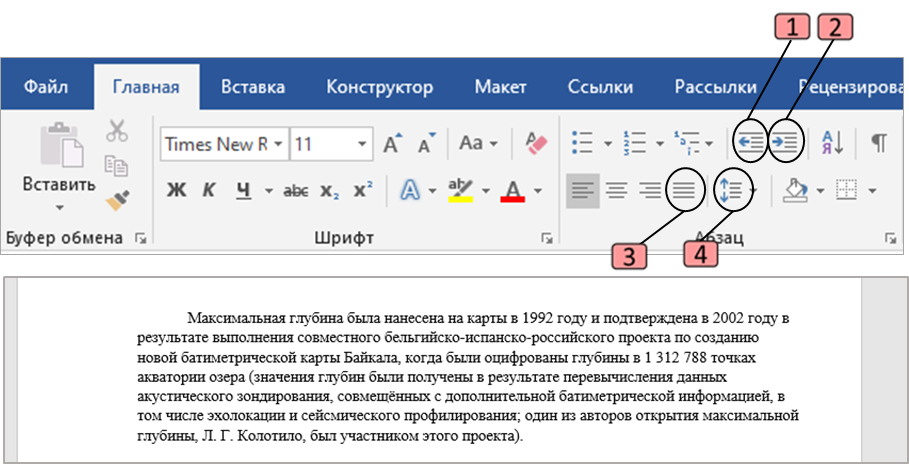 1 2
Файл Главная Вставка Конструктор Макет Ссылки Рассылки Рецензирова
Times New R 11 Aa
Вставить
Ж К Ч abc x₂ x² A aby A
Буфер обмена Шрифт Абзац
3 4
Максимальная глубина была нанесена на карты в 1992 году и подтверждена в 2002 году в
результате выполнения совместного бельгийско-испанско-российского проекта по созданию
новой батиметрической карты Байкала, когда были оцифрованы глубины в 1 312 788 точках
акватории озера (значения глубин были получены в результате перевычисления данных
акустического зондирования, совмещённых с дополнительной батиметрической информацией, в
том числе эхолокации и сейсмического профилирования; один из авторов открытия максимальной
глубины, Л. Г. Колотило, был участником этого проекта).